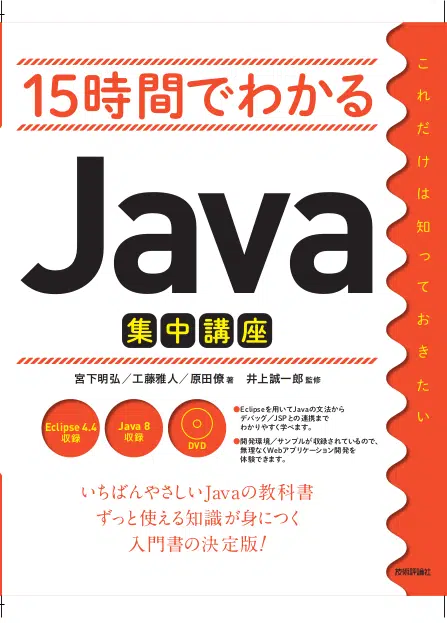 15時間でわかる
Java
集中講座
宮下明弘／工藤雅人／原田僚 著　井上誠一郎 監修
Eclipse 4.4
収録
Java 8
収録
DVD
●Eclipseを用いてJavaの文法から
デバッグ／JSPとの連携まで
わかりやすく学べます。
●開発環境／サンプルが収録されているので、
無理なくWebアプリケーション開発を
体験できます。
いちばんやさしいJavaの教科書
ずっと使える知識が身につく
入門書の決定版！
これだけは知っておきたい
技術評論社